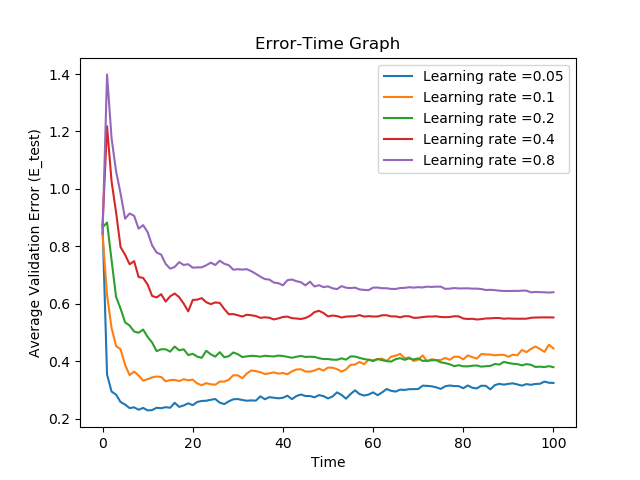 Error-Time Graph
Learning rate =0.05
Learning rate =0.1
Learning rate =0.2
Learning rate =0.4
Learning rate =0.8
Average Validation Error (E_test)
1.4
1.2
1.0
0.8
0.6
0.4
0.2
0 20 40 60 80 100
Time